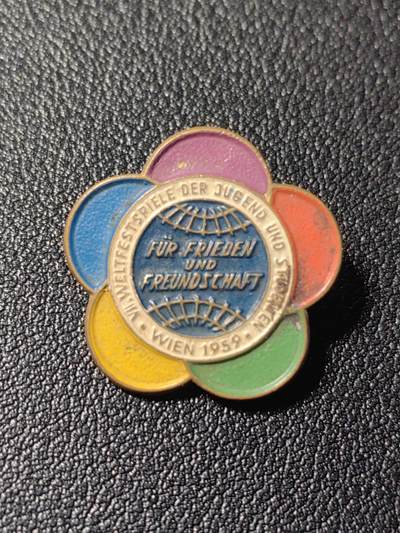 VII. WELTFESTSPIELE DER JUGEND UND STUDENTEN
• WIEN 1959 •
FÜR FRIEDEN
UND
FREUNDSCHAFT